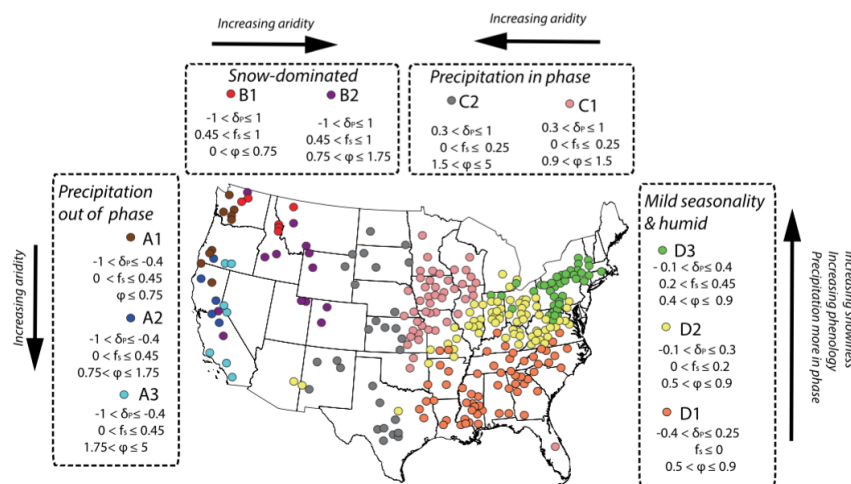 Increasing aridity
Increasing aridity
Snow-dominated
B1
-1 < δP ≤ 1
0.45 < fs ≤ 1
0 < φ ≤ 0.75
B2
-1 < δP ≤ 1
0.45 < fs ≤ 1
0.75 < φ ≤ 1.75
Precipitation in phase
C2
0.3 < δP ≤ 1
0 < fs ≤ 0.25
1.5 < φ ≤ 5
C1
0.3 < δP ≤ 1
0 < fs ≤ 0.25
0.9 < φ ≤ 1.5
Increasing aridity
Precipitation
out of phase
A1
-1 < δP ≤ -0.4
0 < fs ≤ 0.45
φ ≤ 0.75
A2
-1 < δP ≤ -0.4
0 < fs ≤ 0.45
0.75 < φ ≤ 1.75
A3
-1 < δP ≤ -0.4
0 < fs ≤ 0.45
1.75 < φ ≤ 5
Mild seasonality
& humid
D3
-0.1 < δP ≤ 0.4
0.2 < fs ≤ 0.45
0.4 < φ ≤ 0.9
D2
-0.1 < δP ≤ 0.3
0 < fs ≤ 0.2
0.5 < φ ≤ 0.9
D1
-0.4 < δP ≤ 0.25
fs ≤ 0
0.5 < φ ≤ 0.9
Precipitation more in phase
Increasing phenology
Increasing snowness